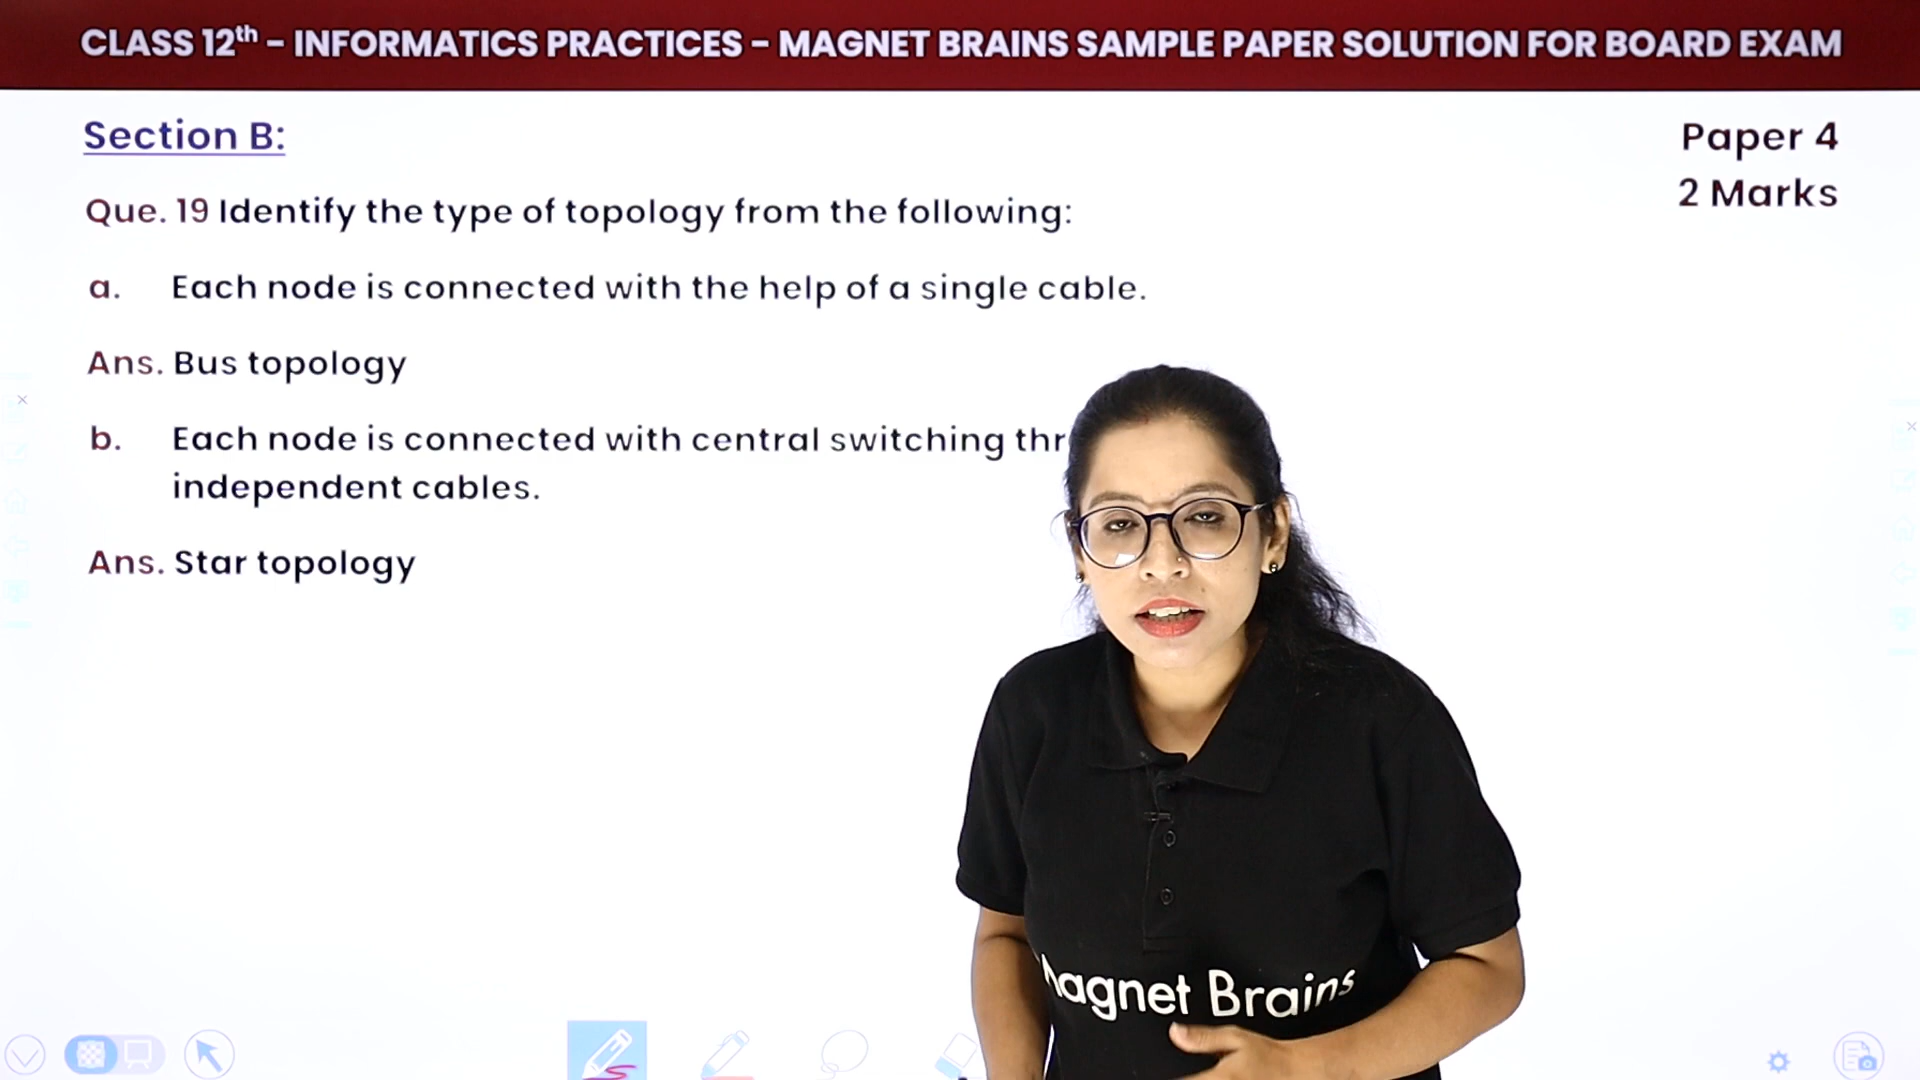 CLASS 12th – INFORMATICS PRACTICES – MAGNET BRAINS SAMPLE PAPER SOLUTION FOR BOARD EXAM
Section B:
Paper 4
2 Marks
Que. 19 Identify the type of topology from the following:
a. Each node is connected with the help of a single cable.
Ans. Bus topology
b. Each node is connected with central switching
independent cables.
Ans. Star topology
Magnet Brains